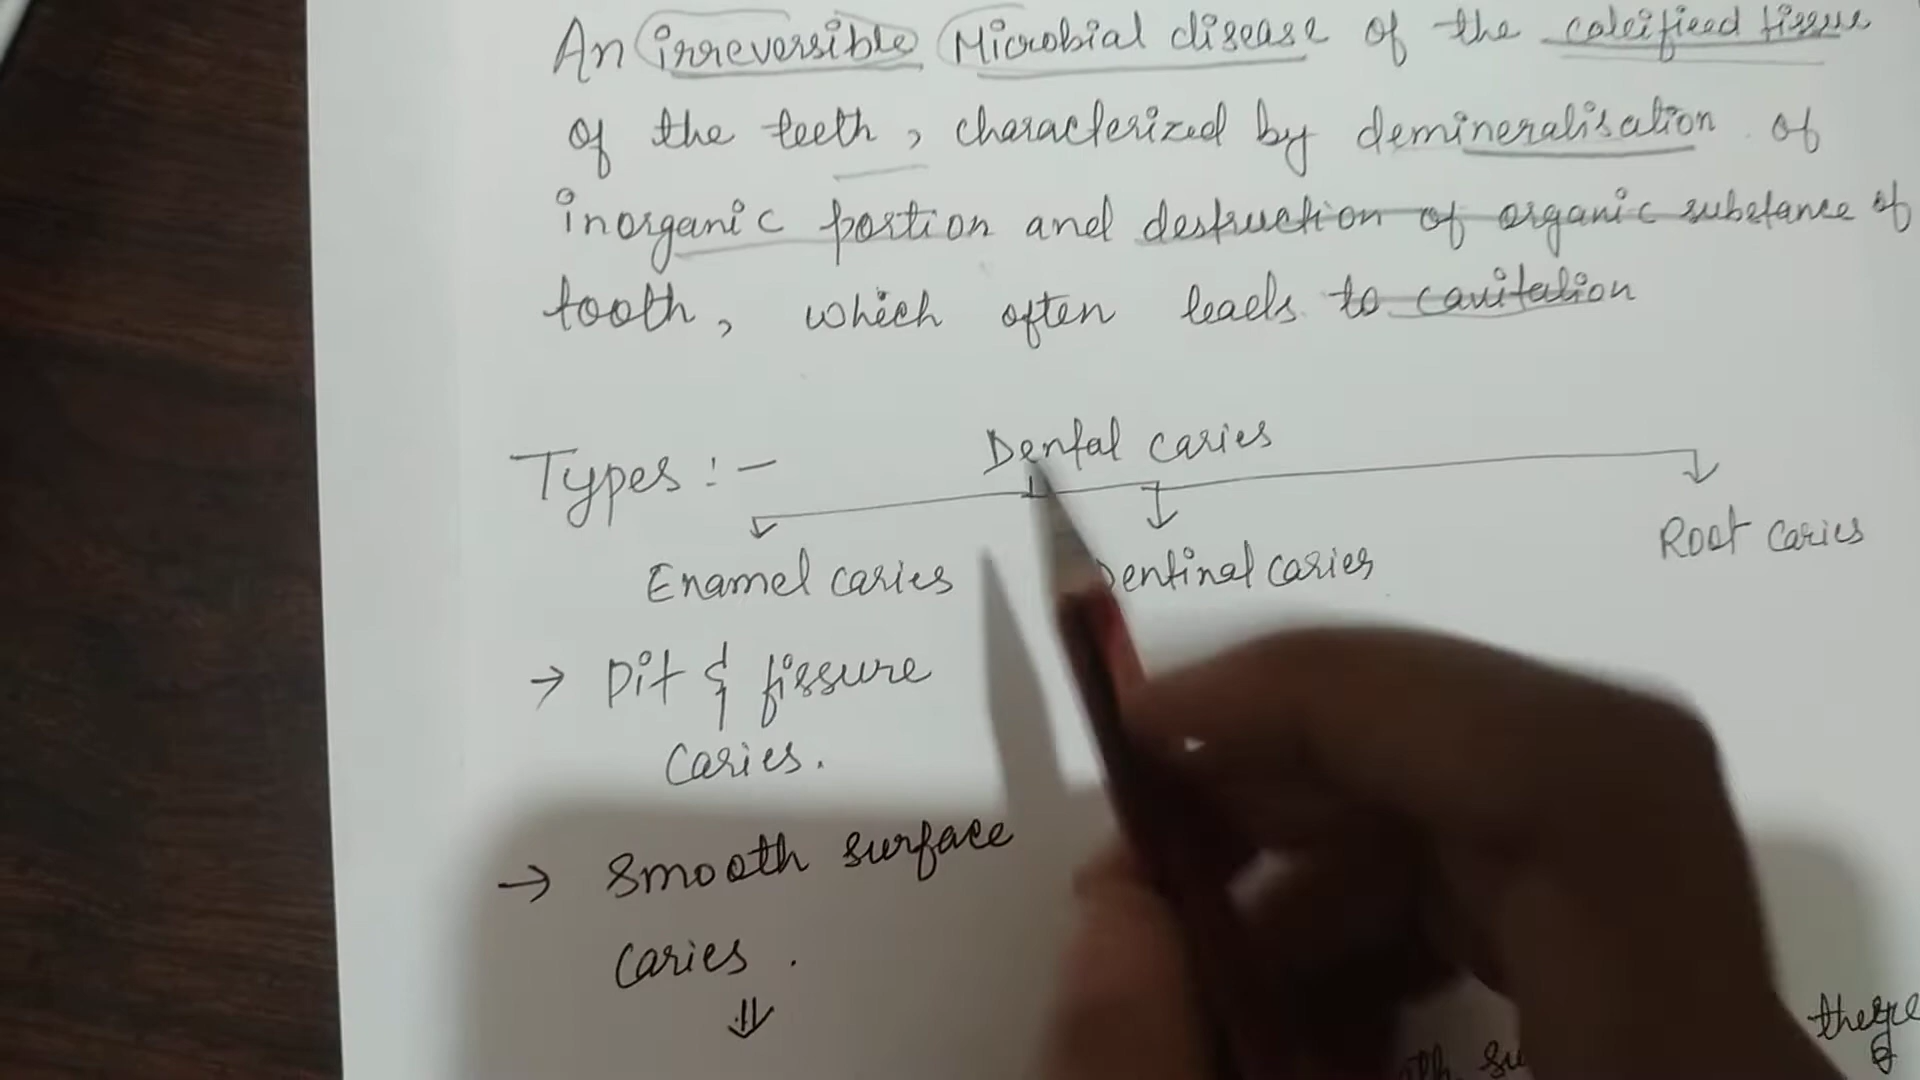 An irreversible Microbial disease of the calcified tissue
of the teeth, characterized by demineralisation of
inorganic portion and destruction of organic substance of
tooth, which often leads to cavitation
Types :- Dental caries
Enamel caries Dentinal caries Root caries
→ Pit & fissure
caries.
→ smooth surface
caries.